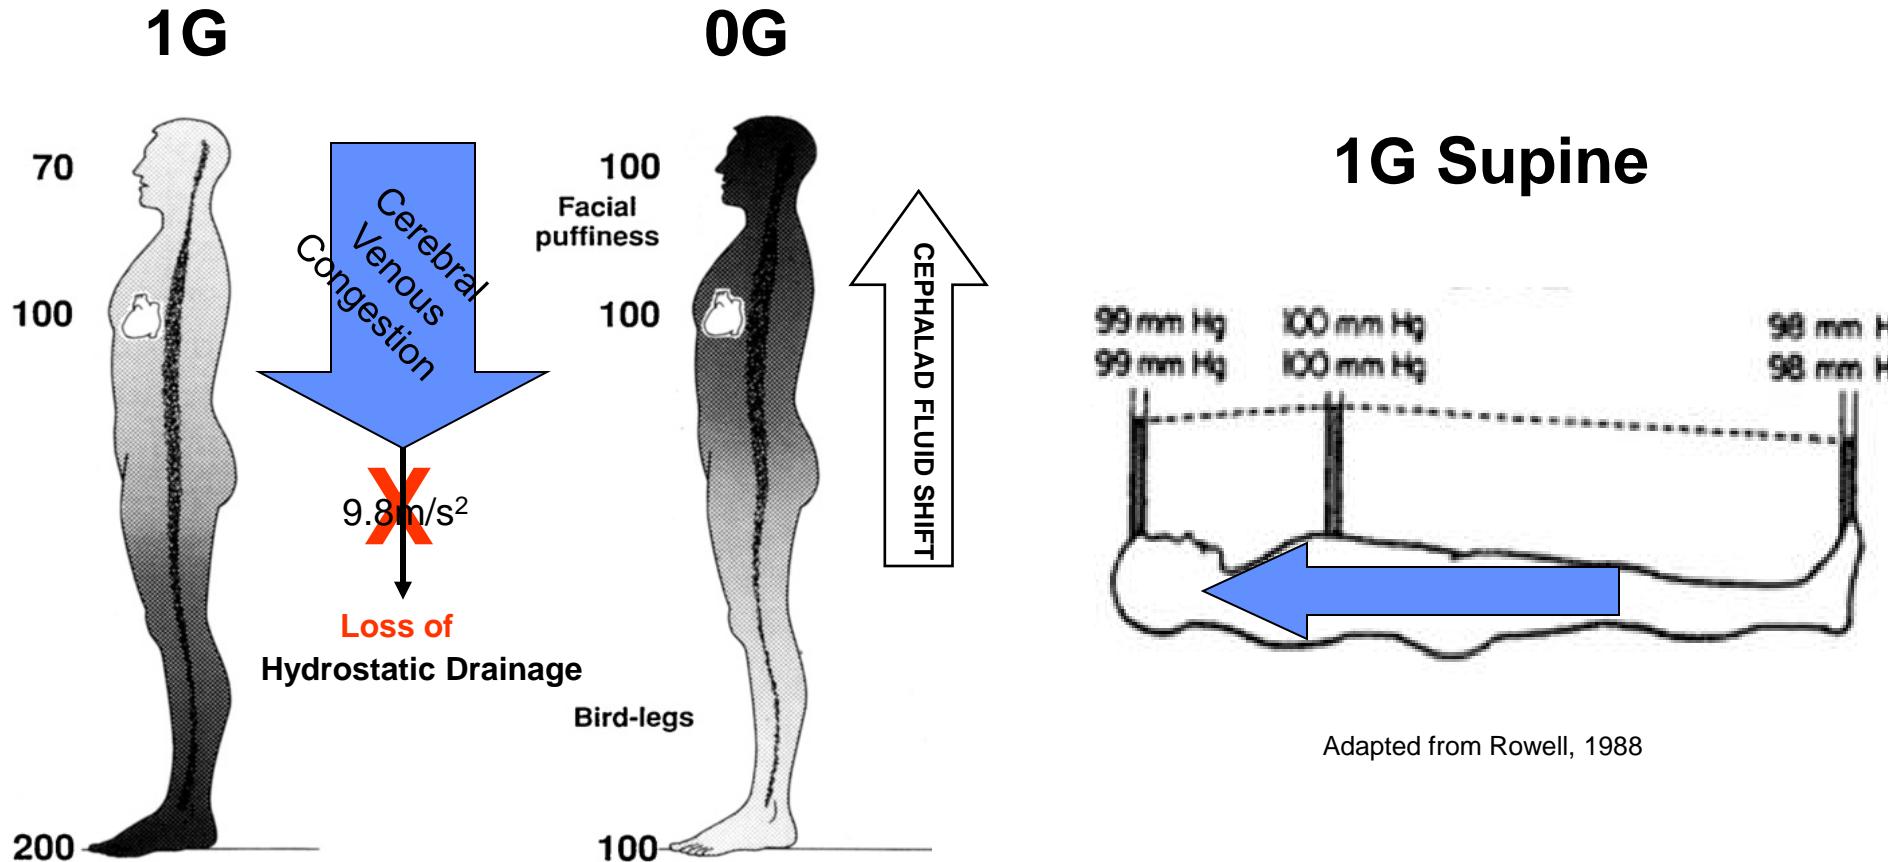 1G
70
100
200
Cerebral
Venous
Congestion
9.8m/s²
Loss of
Hydrostatic Drainage
0G
100
Facial
puffiness
100
Bird-legs
100
CEPHALAD FLUID SHIFT
1G Supine
99 mm Hg
99 mm Hg
100 mm Hg
100 mm Hg
98 mm H
98 mm H
Adapted from Rowell, 1988